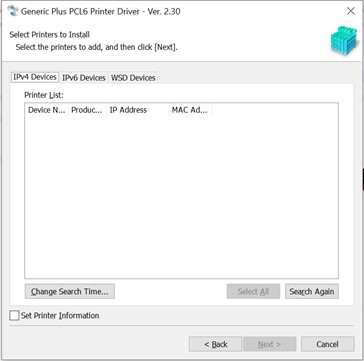 Generic Plus PCL6 Printer Driver - Ver. 2.30
Select Printers to Install
Select the printers to add, and then click [Next].
IPv4 Devices IPv6 Devices WSD Devices
Printer List:
Device N... Produc... IP Address MAC Ad...
Change Search Time... Select All Search Again
Set Printer Information
< Back Next > Cancel